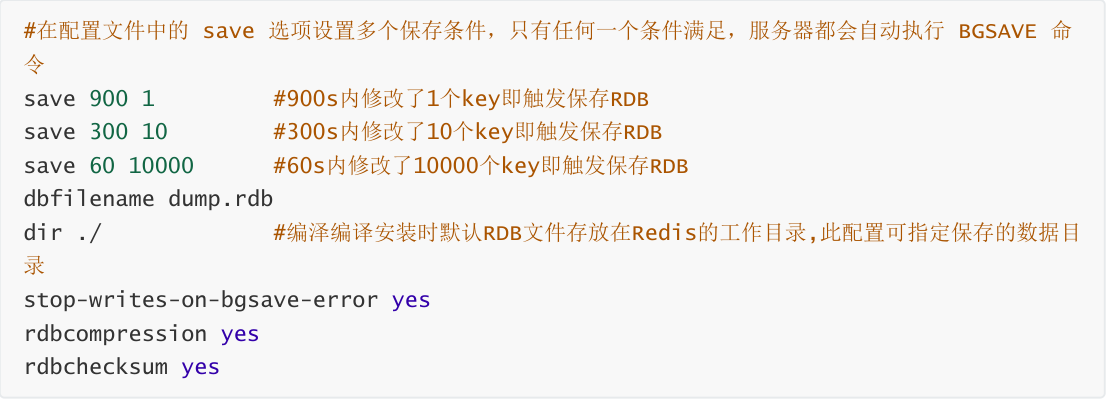 #在配置文件中的 save 选项设置多个保存条件，只有任何一个条件满足，服务器都会自动执行 BGSAVE 命
令
save 900 1         #900s内修改了1个key即触发保存RDB
save 300 10        #300s内修改了10个key即触发保存RDB
save 60 10000      #60s内修改了10000个key即触发保存RDB
dbfilename dump.rdb
dir ./             #编泽编译安装时默认RDB文件存放在Redis的工作目录,此配置可指定保存的数据目
录
stop-writes-on-bgsave-error yes
rdbcompression yes
rdbchecksum yes